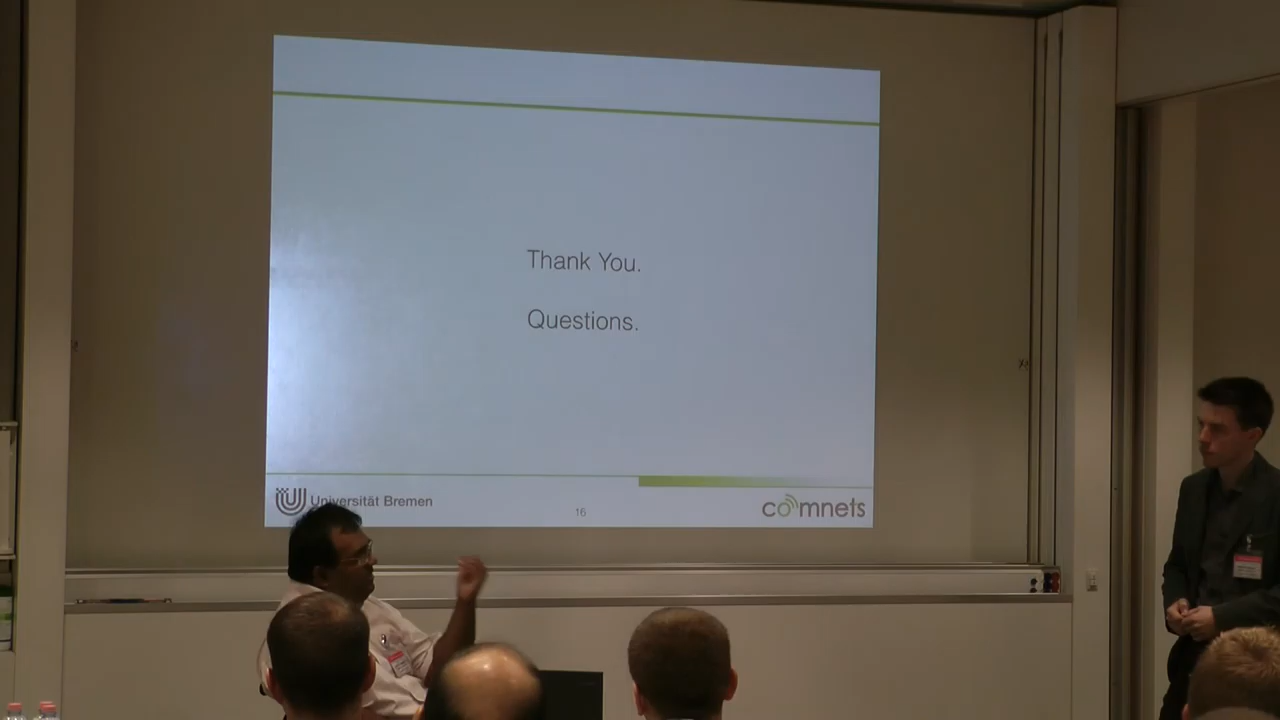 Thank You.
Questions.
Universität Bremen
16
comnets